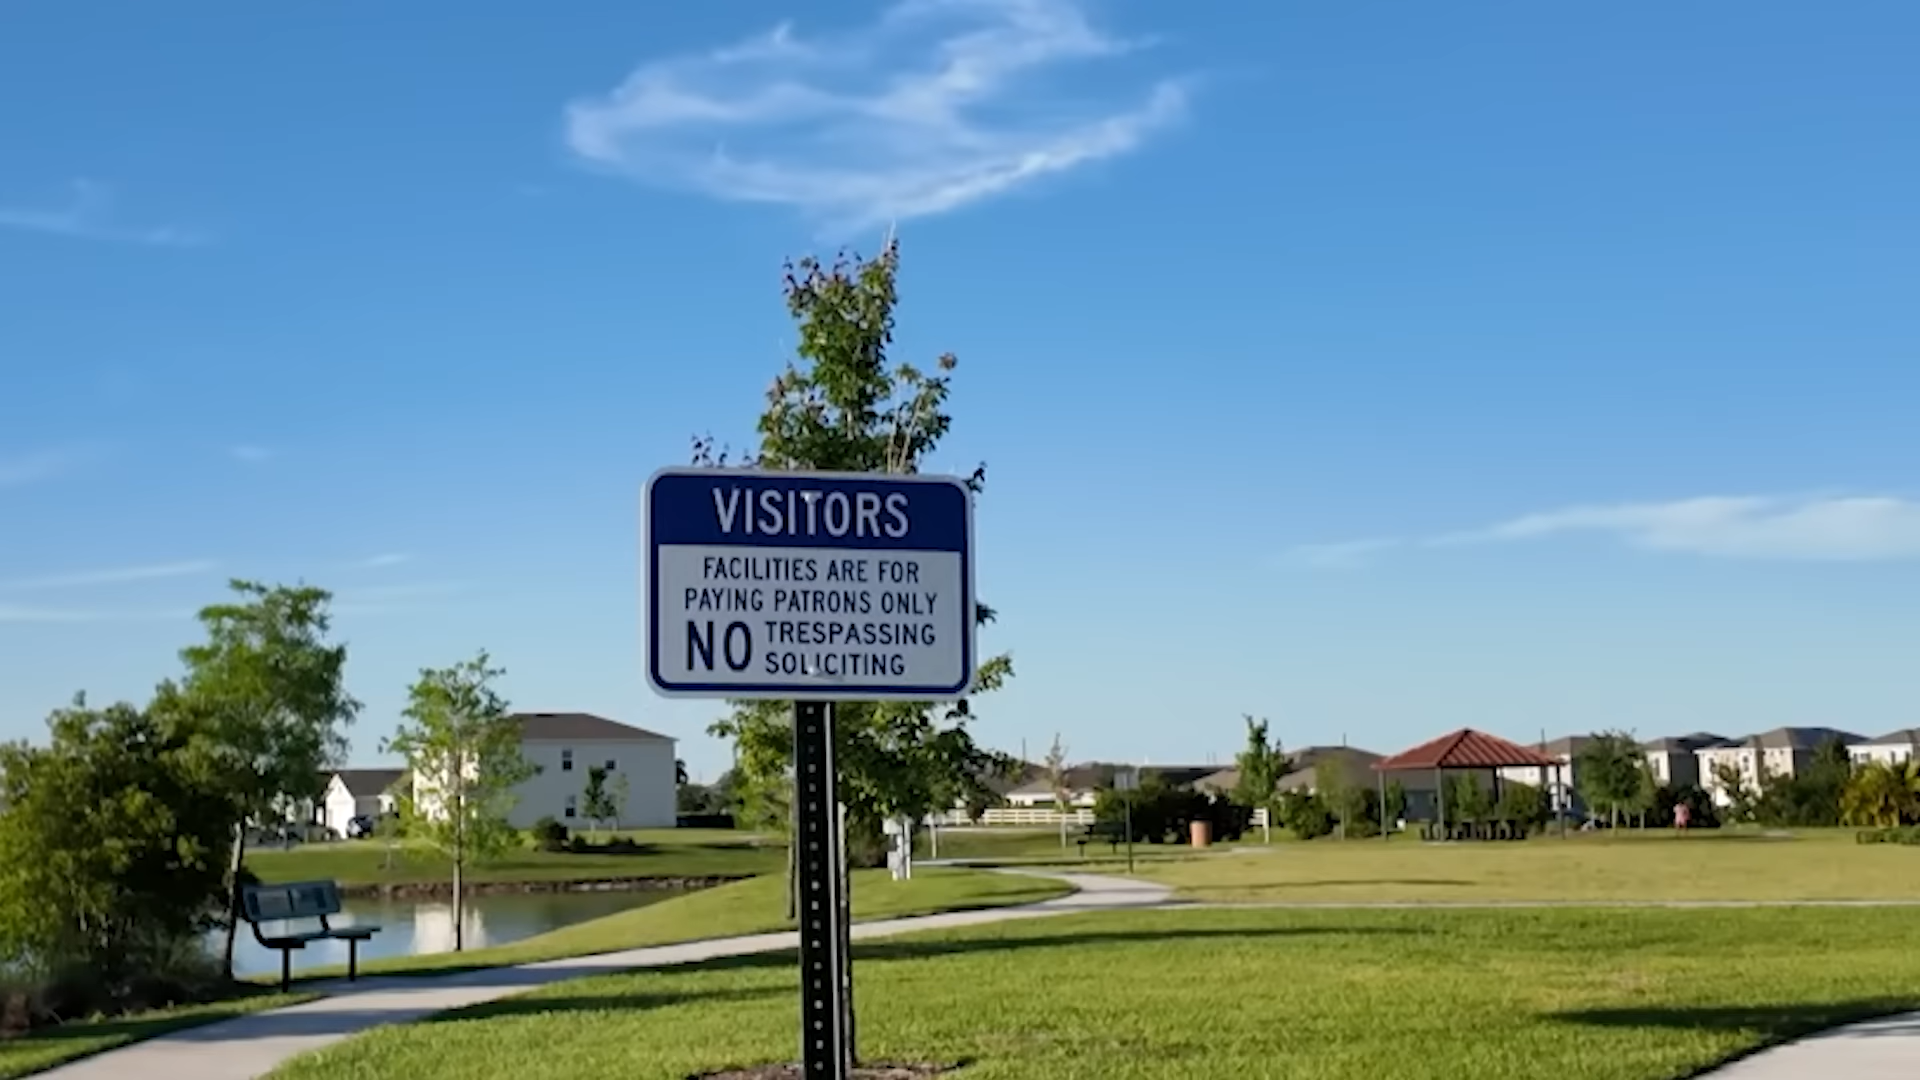 VISITORS
FACILITIES ARE FOR
PAYING PATRONS ONLY
NO TRESPASSING
SOLICITING